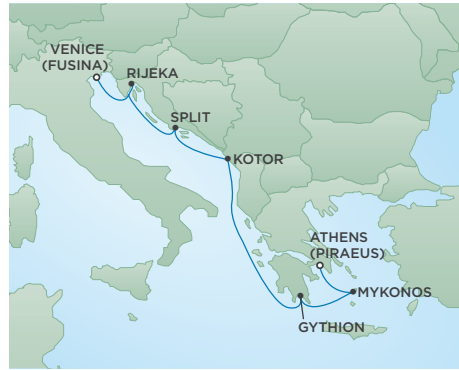 VENICE
(FUSINA)
RIJEKA
SPLIT
KOTOR
ATHENS
(PIRAEUS)
MYKONOS
GYTHION